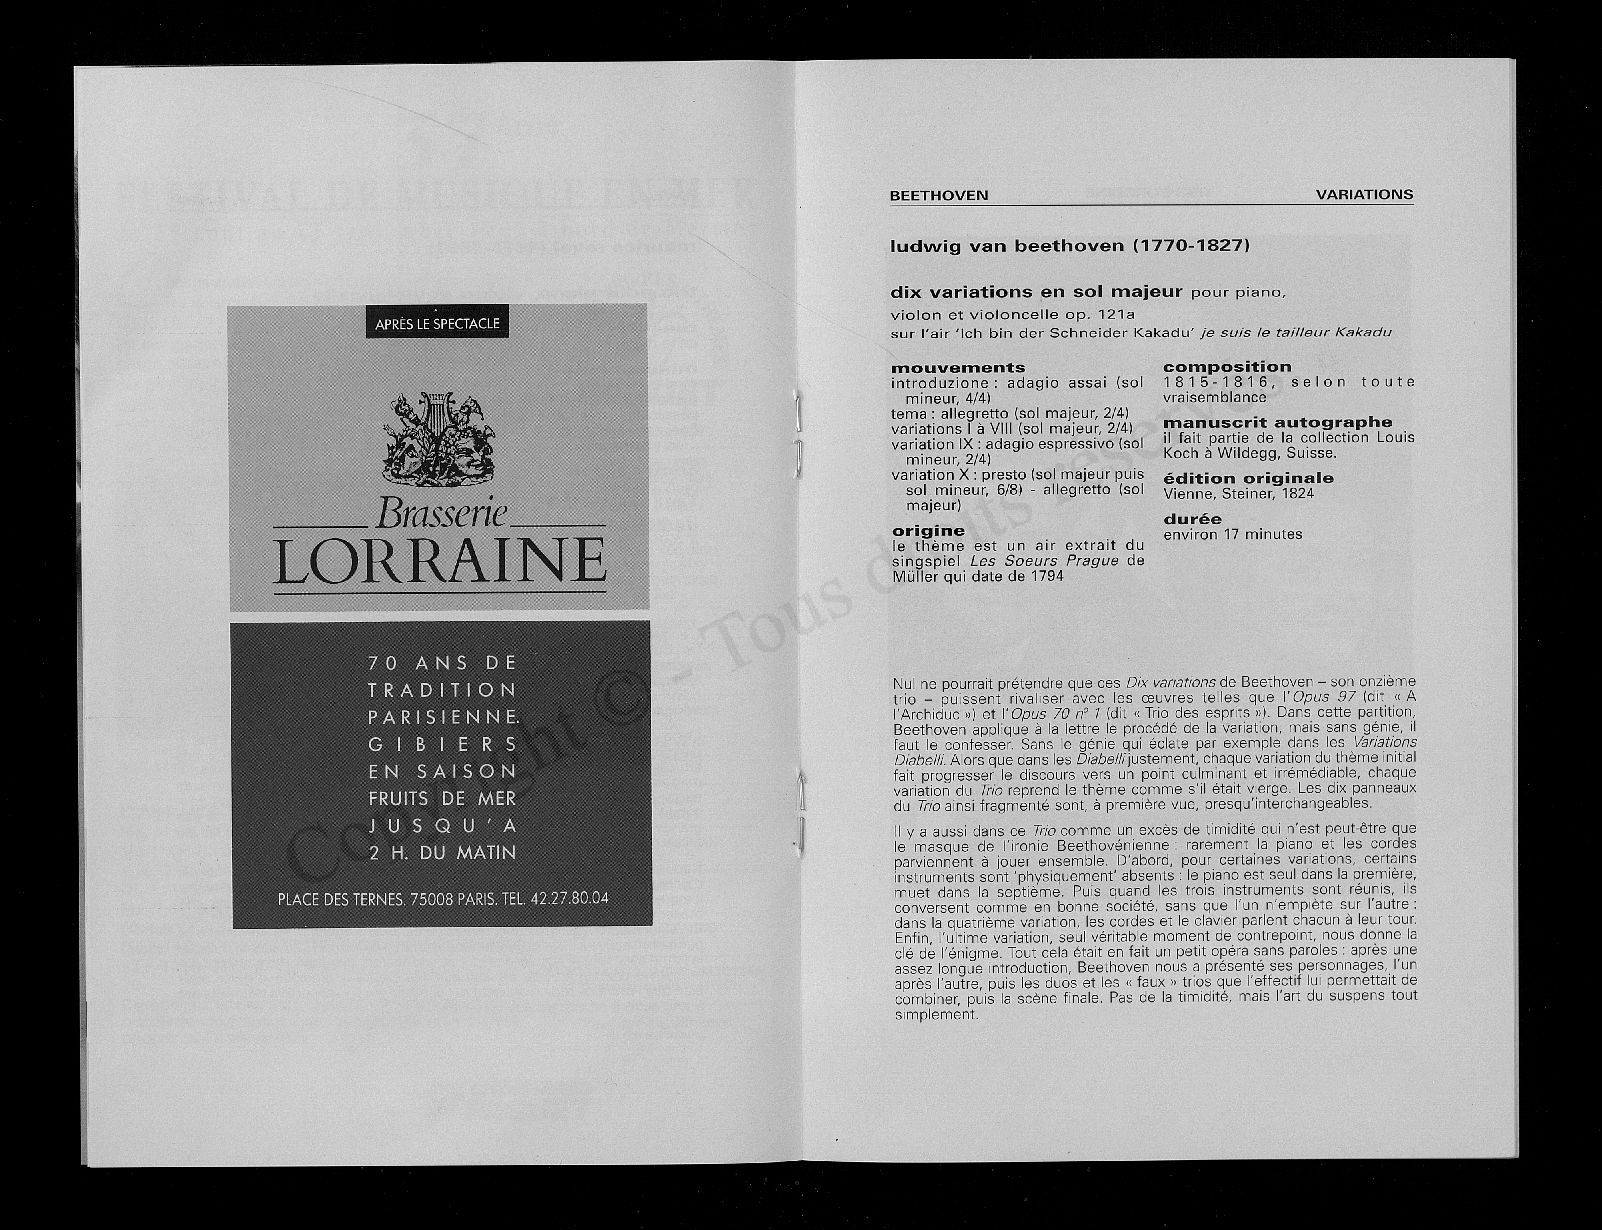 APRÈS LE SPECTACLE
Brasserie
LORRAINE
70 ANS DE
TRADITION
PARISIENNE.
GIBIERS
EN SAISON
FRUITS DE MER
JUSQU'A
2 H. DU MATIN
PLACE DES TERNES. 75008 PARIS. TEL. 42.27.80.04
Copyright © - Tous droits réservés
BEETHOVEN VARIATIONS
ludwig van beethoven (1770-1827)
dix variations en sol majeur pour piano,
violon et violoncelle op. 121a
sur l'air 'Ich bin der Schneider Kakadu' je suis le tailleur Kakadu
mouvements
introduzione : adagio assai (sol
mineur, 4/4)
tema : allegretto (sol majeur, 2/4)
variations I à VIII (sol majeur, 2/4)
variation IX : adagio espressivo (sol
mineur, 2/4)
variation X : presto (sol majeur puis
sol mineur, 6/8) - allegretto (sol
majeur)
origine
le thème est un air extrait du
singspiel Les Soeurs Prague de
Müller qui date de 1794
composition
1815-1816, selon toute
vraisemblance
manuscrit autographe
il fait partie de la collection Louis
Koch à Wildegg, Suisse.
édition originale
Vienne, Steiner, 1824
durée
environ 17 minutes
Nul ne pourrait prétendre que ces Dix variations de Beethoven – son onzième
trio – puissent rivaliser avec les œuvres telles que l'Opus 97 (dit « A
l'Archiduc ») et l'Opus 70 n° 1 (dit « Trio des esprits »). Dans cette partition,
Beethoven applique à la lettre le procédé de la variation, mais sans génie, il
faut le confesser. Sans le génie qui éclate par exemple dans les Variations
Diabelli. Alors que dans les Diabelli justement, chaque variation du thème initial
fait progresser le discours vers un point culminant et irrémédiable, chaque
variation du Trio reprend le thème comme s'il était vierge. Les dix panneaux
du Trio ainsi fragmenté sont, à première vue, presqu'interchangeables.
Il y a aussi dans ce Trio comme un excès de timidité qui n'est peut-être que
le masque de l'ironie Beethovénienne : rarement la piano et les cordes
parviennent à jouer ensemble. D'abord, pour certaines variations, certains
instruments sont 'physiquement' absents : le piano est seul dans la première,
muet dans la septième. Puis quand les trois instruments sont réunis, ils
conversent comme en bonne société, sans que l'un n'empiète sur l'autre :
dans la quatrième variation, les cordes et le clavier parlent chacun à leur tour.
Enfin, l'ultime variation, seul véritable moment de contrepoint, nous donne la
clé de l'énigme. Tout cela était en fait un petit opéra sans paroles : après une
assez longue introduction, Beethoven nous a présenté ses personnages, l'un
après l'autre, puis les duos et les « faux » trios que l'effectif lui permettait de
combiner, puis la scène finale. Pas de la timidité, mais l'art du suspens tout
simplement.